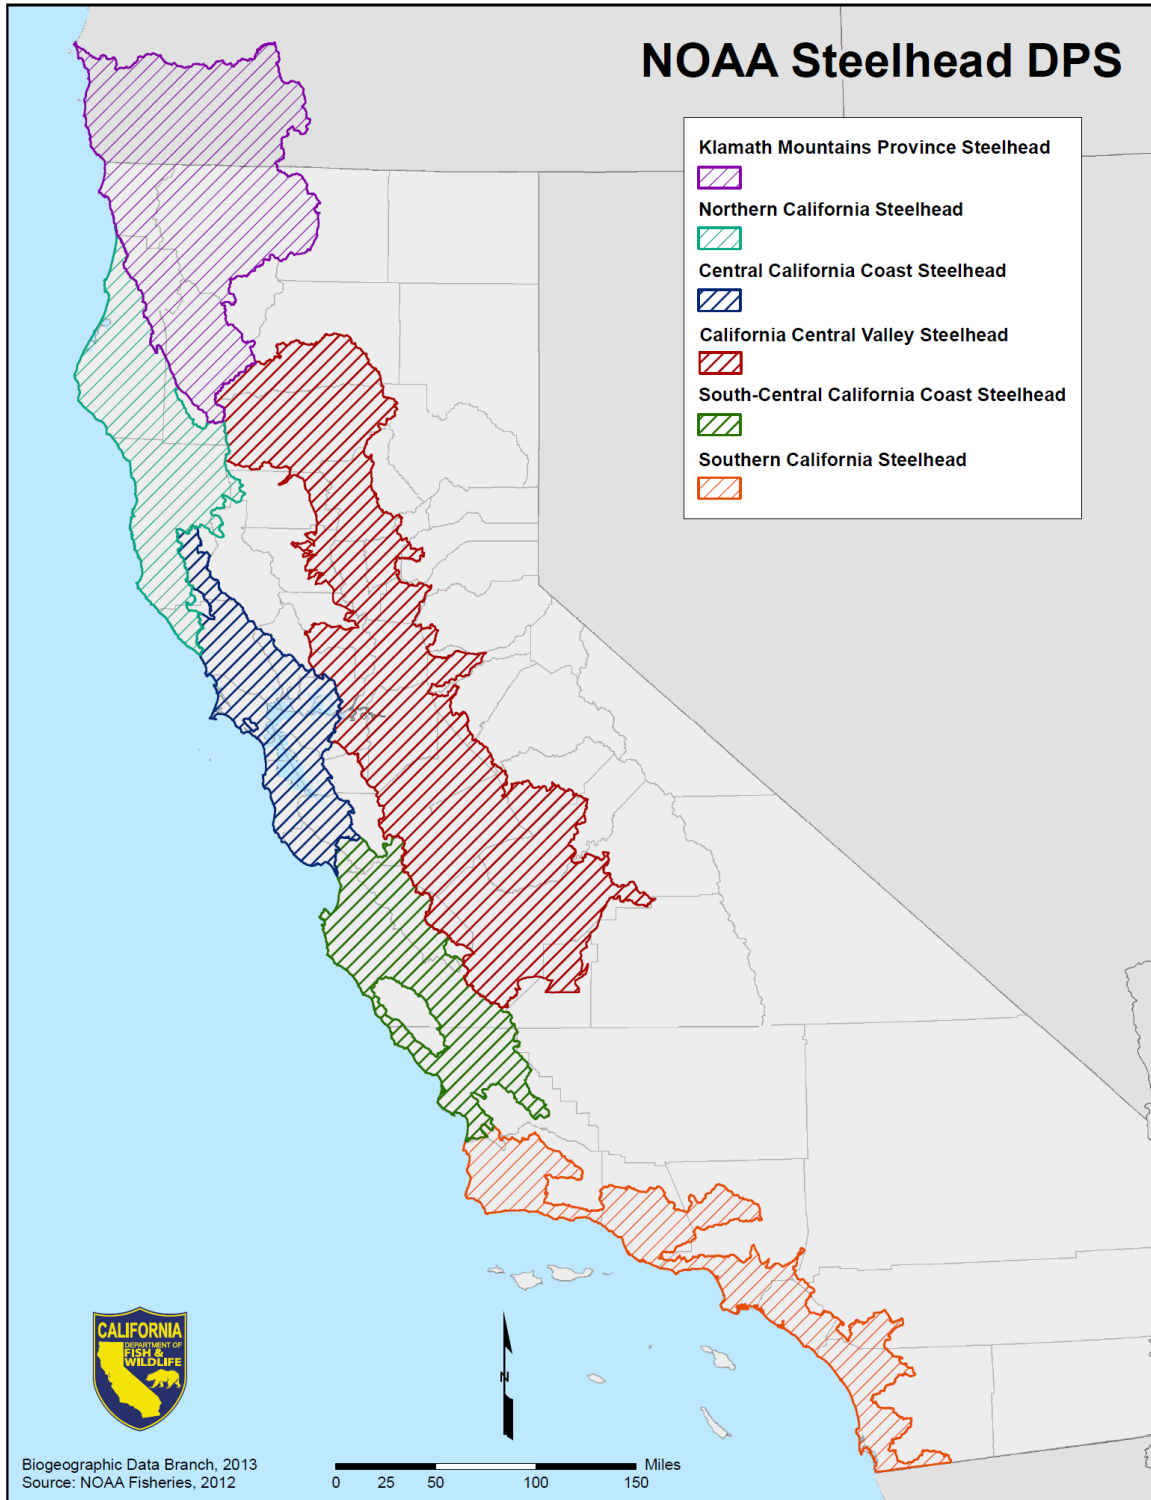 NOAA Steelhead DPS
Klamath Mountains Province Steelhead
Northern California Steelhead
Central California Coast Steelhead
California Central Valley Steelhead
South-Central California Coast Steelhead
Southern California Steelhead
CALIFORNIA
DEPARTMENT OF
FISH &
WILDLIFE
N
Biogeographic Data Branch, 2013
Source: NOAA Fisheries, 2012
Miles
0 25 50 100 150